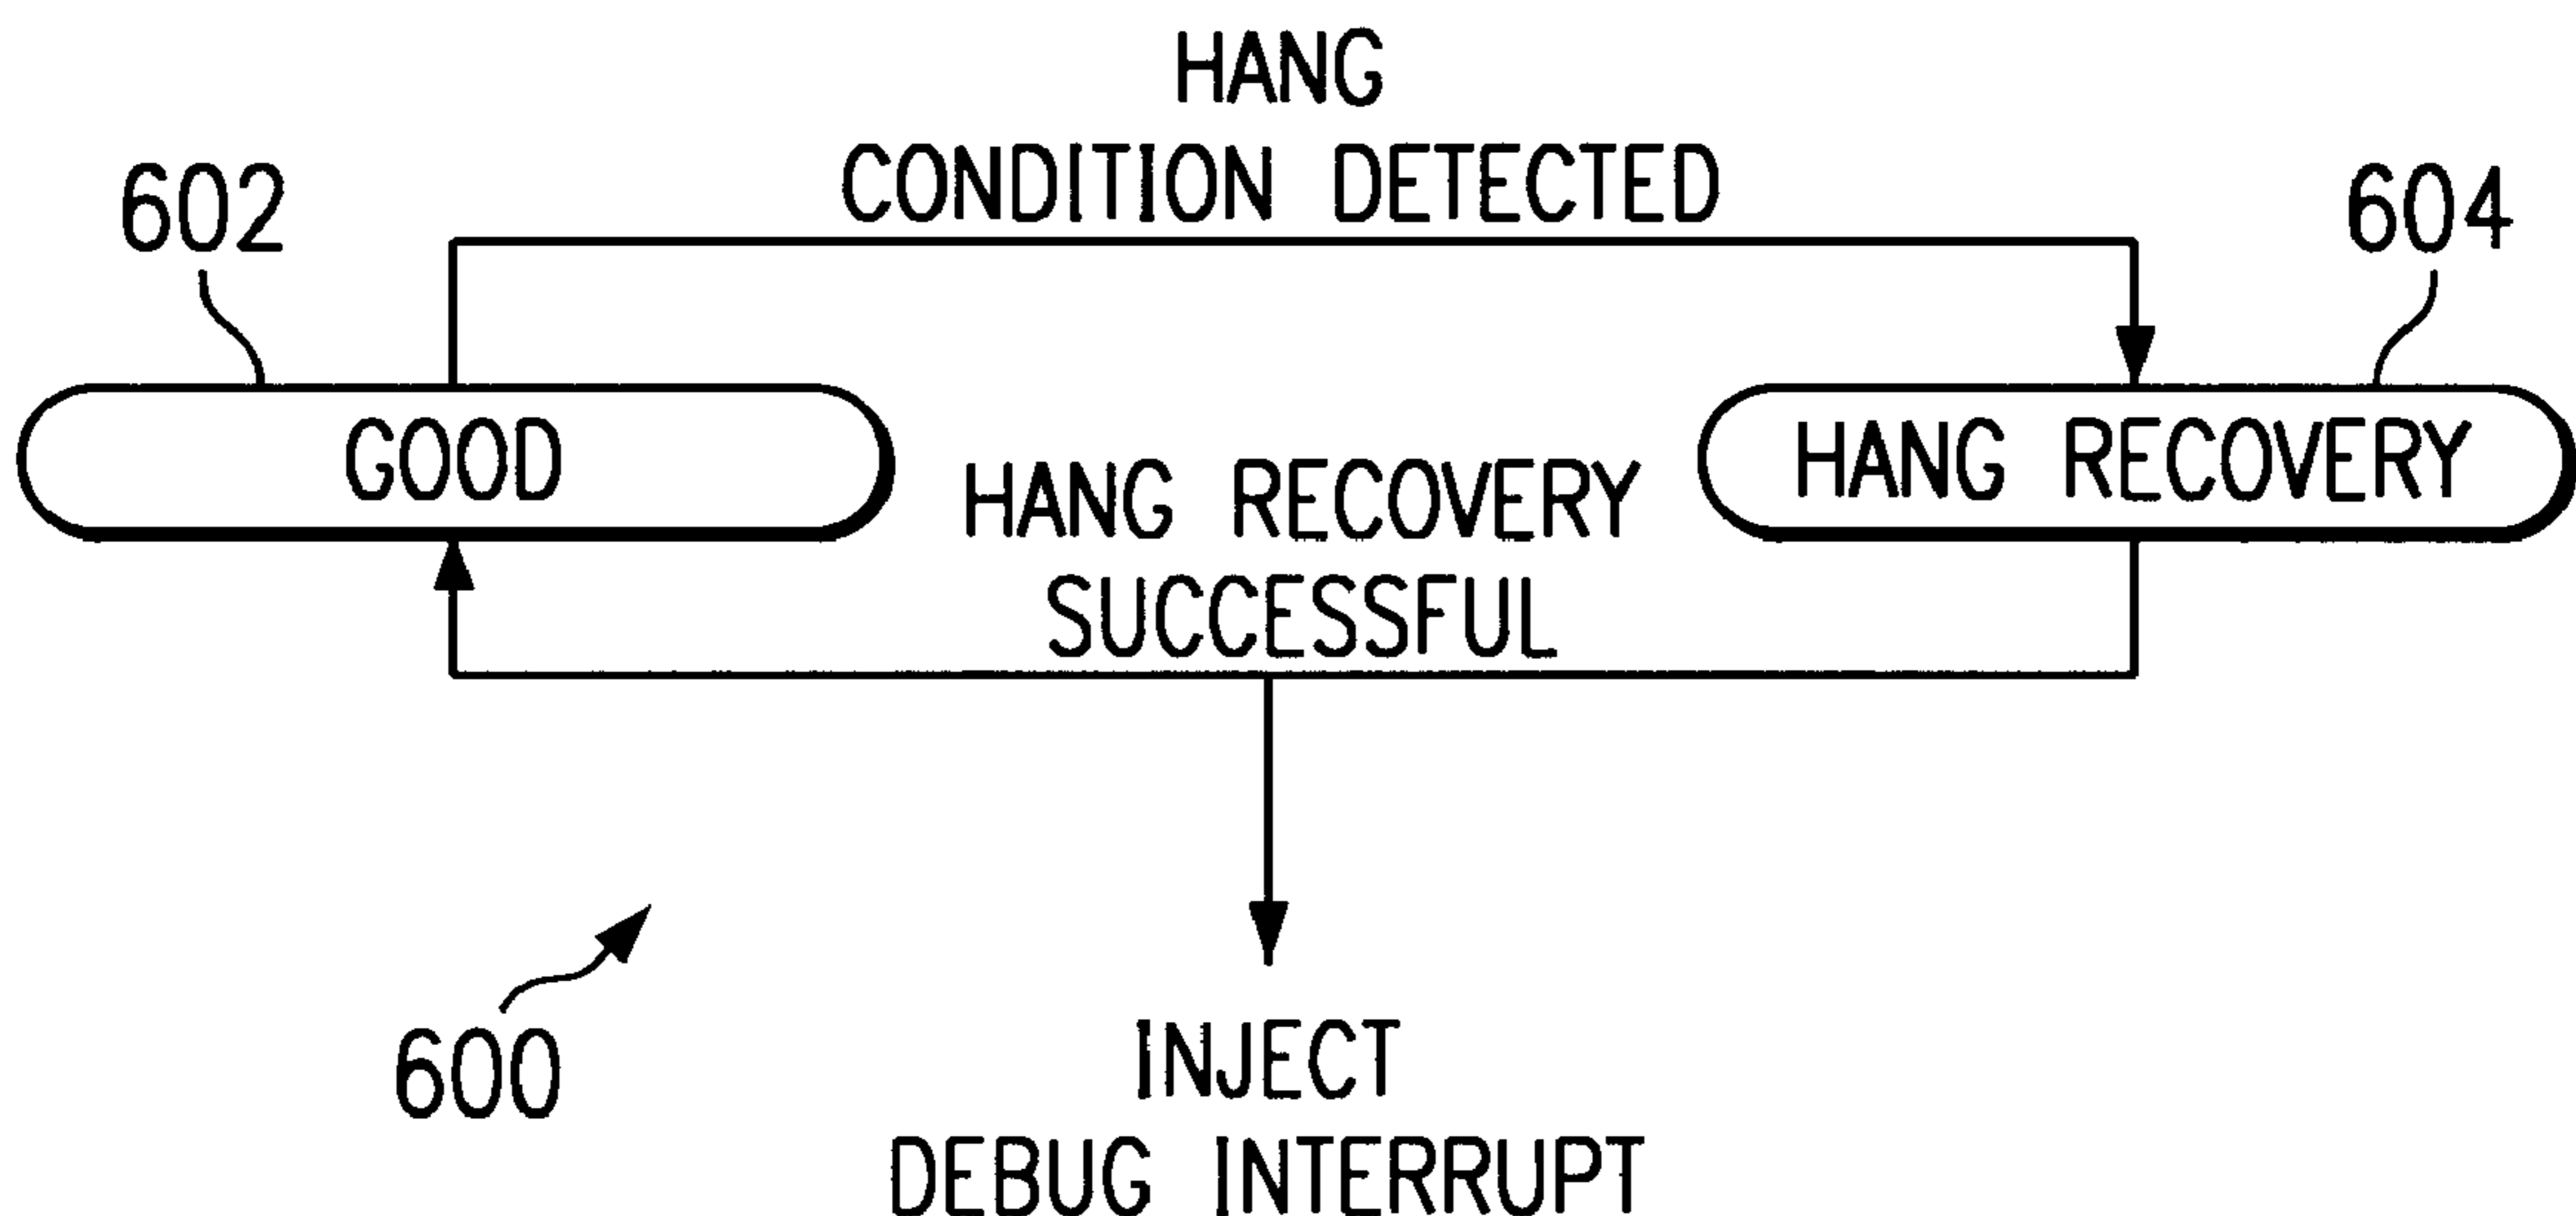 HANG
CONDITION DETECTED
602
604
GOOD
HANG RECOVERY
HANG RECOVERY
SUCCESSFUL
600
INJECT
DEBUG INTERRUPT